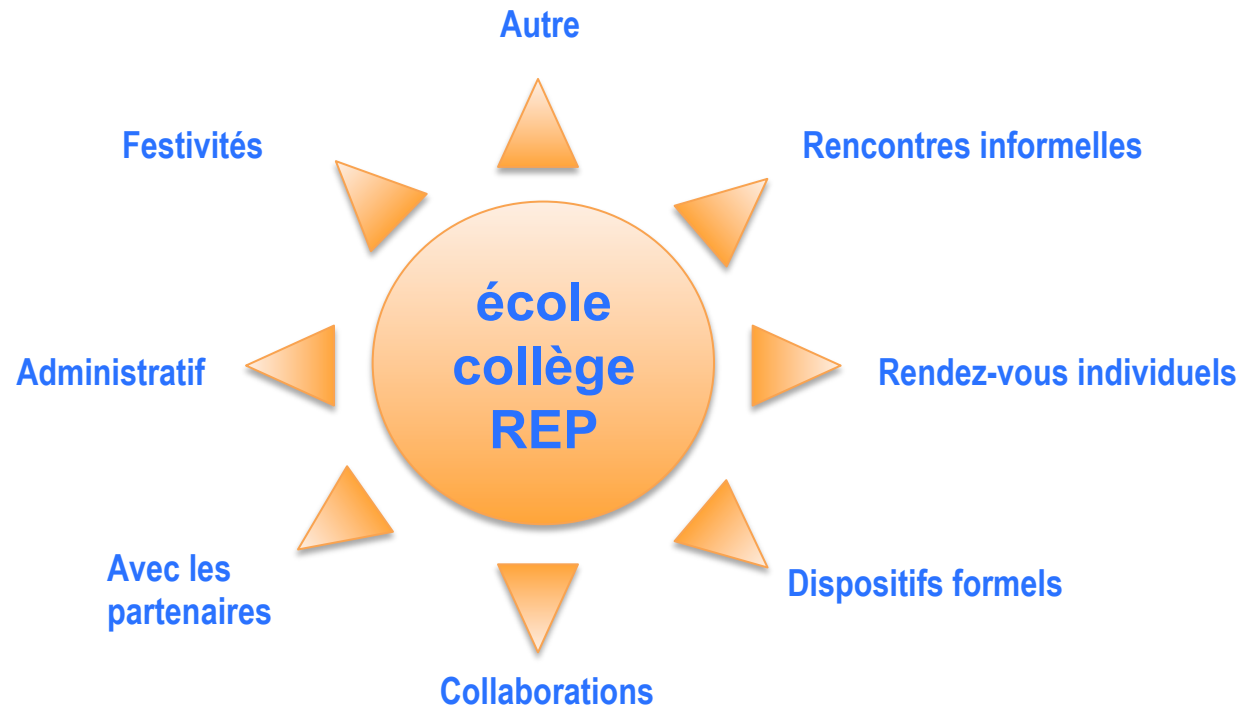 Autre
Festivités
Rencontres informelles
école
collège
REP
Administratif
Rendez-vous individuels
Avec les
partenaires
Dispositifs formels
Collaborations